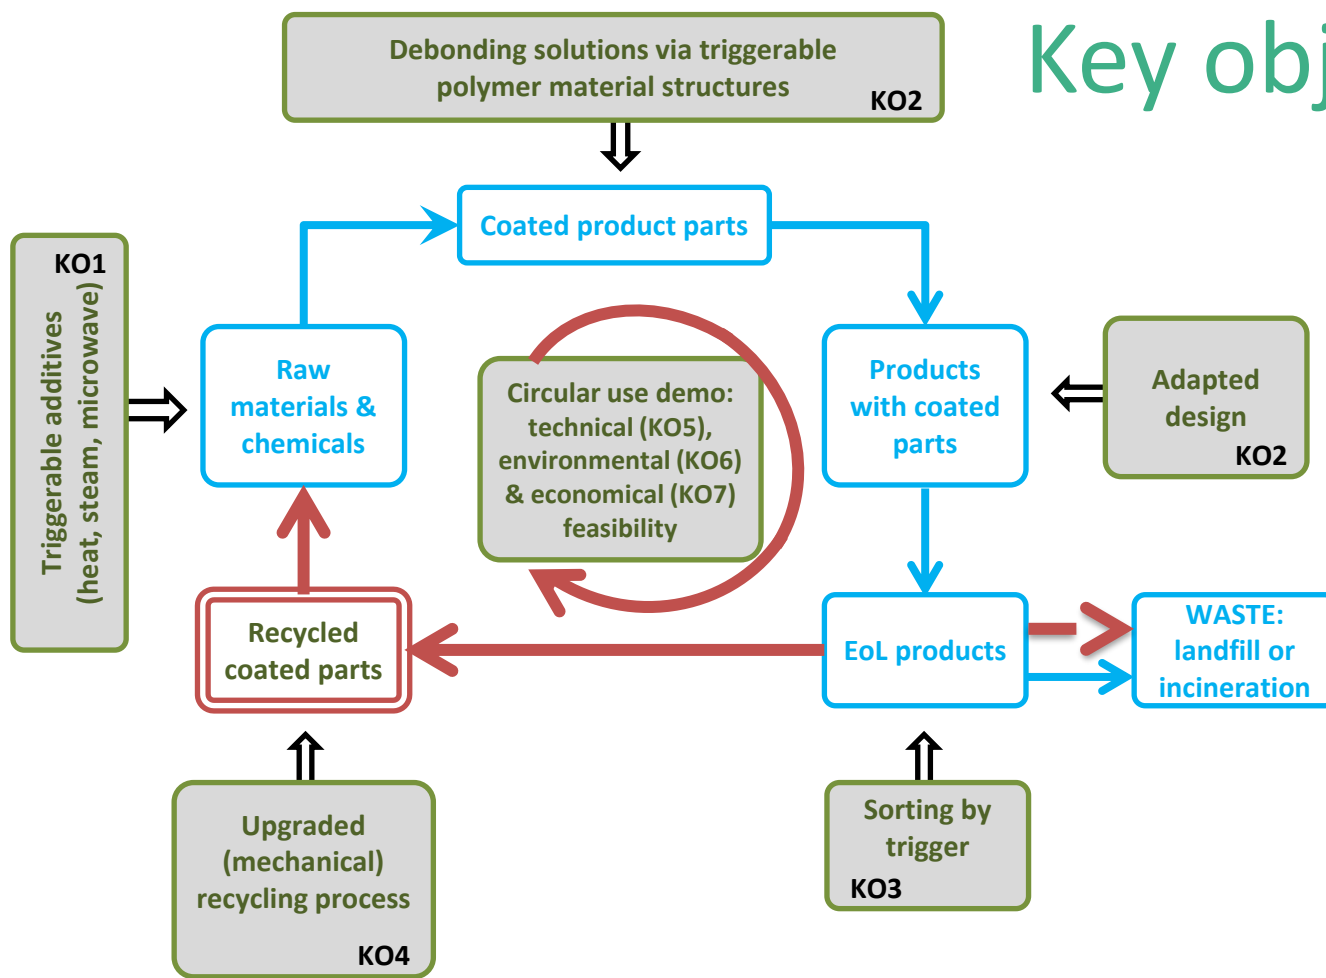 Key obj
Debonding solutions via triggerable
polymer material structures
KO2
Coated product parts
KO1
Triggerable additives
(heat, steam, microwave)
Raw
materials &
chemicals
Circular use demo:
technical (KO5),
environmental (KO6)
& economical (KO7)
feasibility
Products
with coated
parts
Adapted
design
KO2
Recycled
coated parts
EoL products
WASTE:
landfill or
incineration
Upgraded
(mechanical)
recycling process
KO4
Sorting by
trigger
KO3